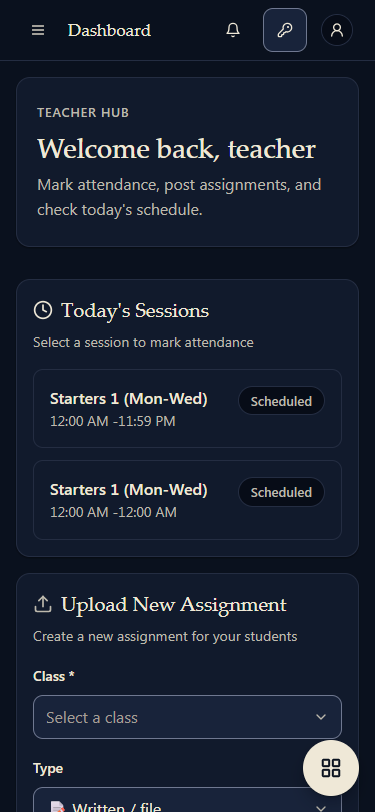 Dashboard
TEACHER HUB
Welcome back, teacher
Mark attendance, post assignments, and
check today's schedule.
Today's Sessions
Select a session to mark attendance
Starters 1 (Mon-Wed)
Scheduled
12:00 AM -11:59 PM
Starters 1 (Mon-Wed)
Scheduled
12:00 AM -12:00 AM
Upload New Assignment
Create a new assignment for your students
Class *
Select a class
Type
Written / file